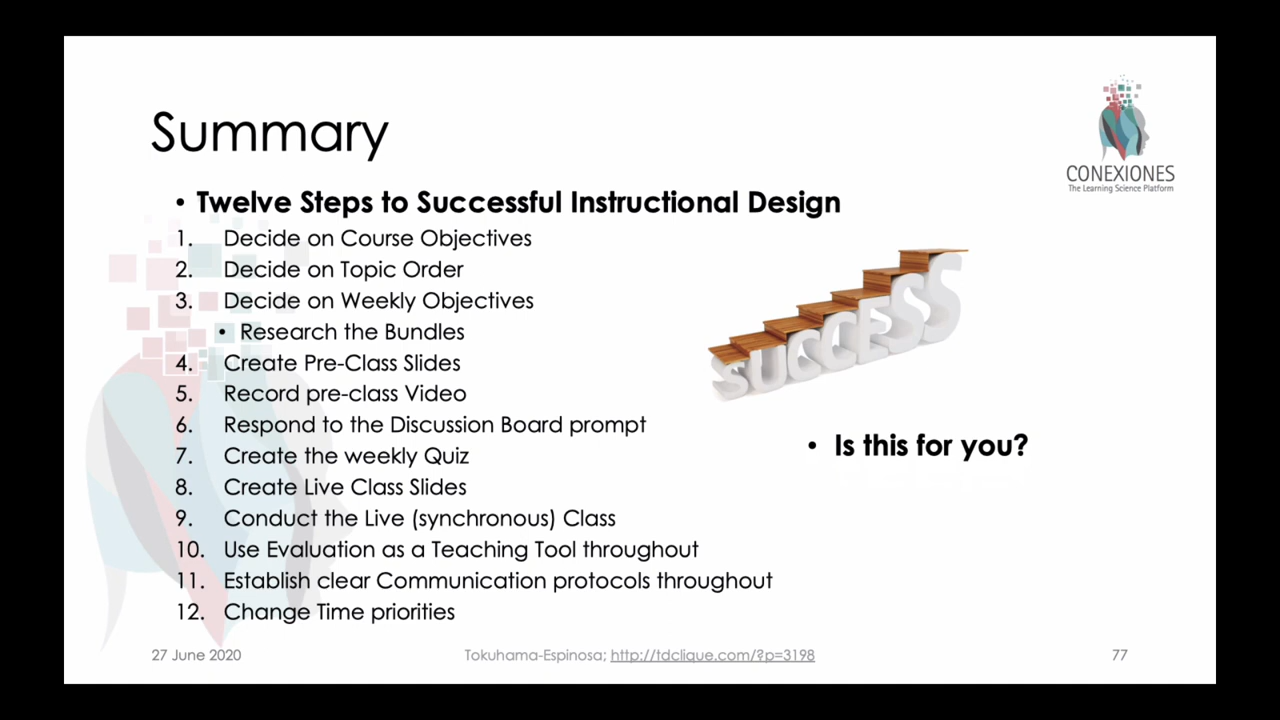 Summary
CONEXIONES
The Learning Science Platform
• Twelve Steps to Successful Instructional Design
1. Decide on Course Objectives
2. Decide on Topic Order
3. Decide on Weekly Objectives
• Research the Bundles
4. Create Pre-Class Slides
5. Record pre-class Video
6. Respond to the Discussion Board prompt
7. Create the weekly Quiz
8. Create Live Class Slides
9. Conduct the Live (synchronous) Class
10. Use Evaluation as a Teaching Tool throughout
11. Establish clear Communication protocols throughout
12. Change Time priorities
SUCCESS
• Is this for you?
27 June 2020
Tokuhama-Espinosa; http://tdclique.com/?p=3198
77